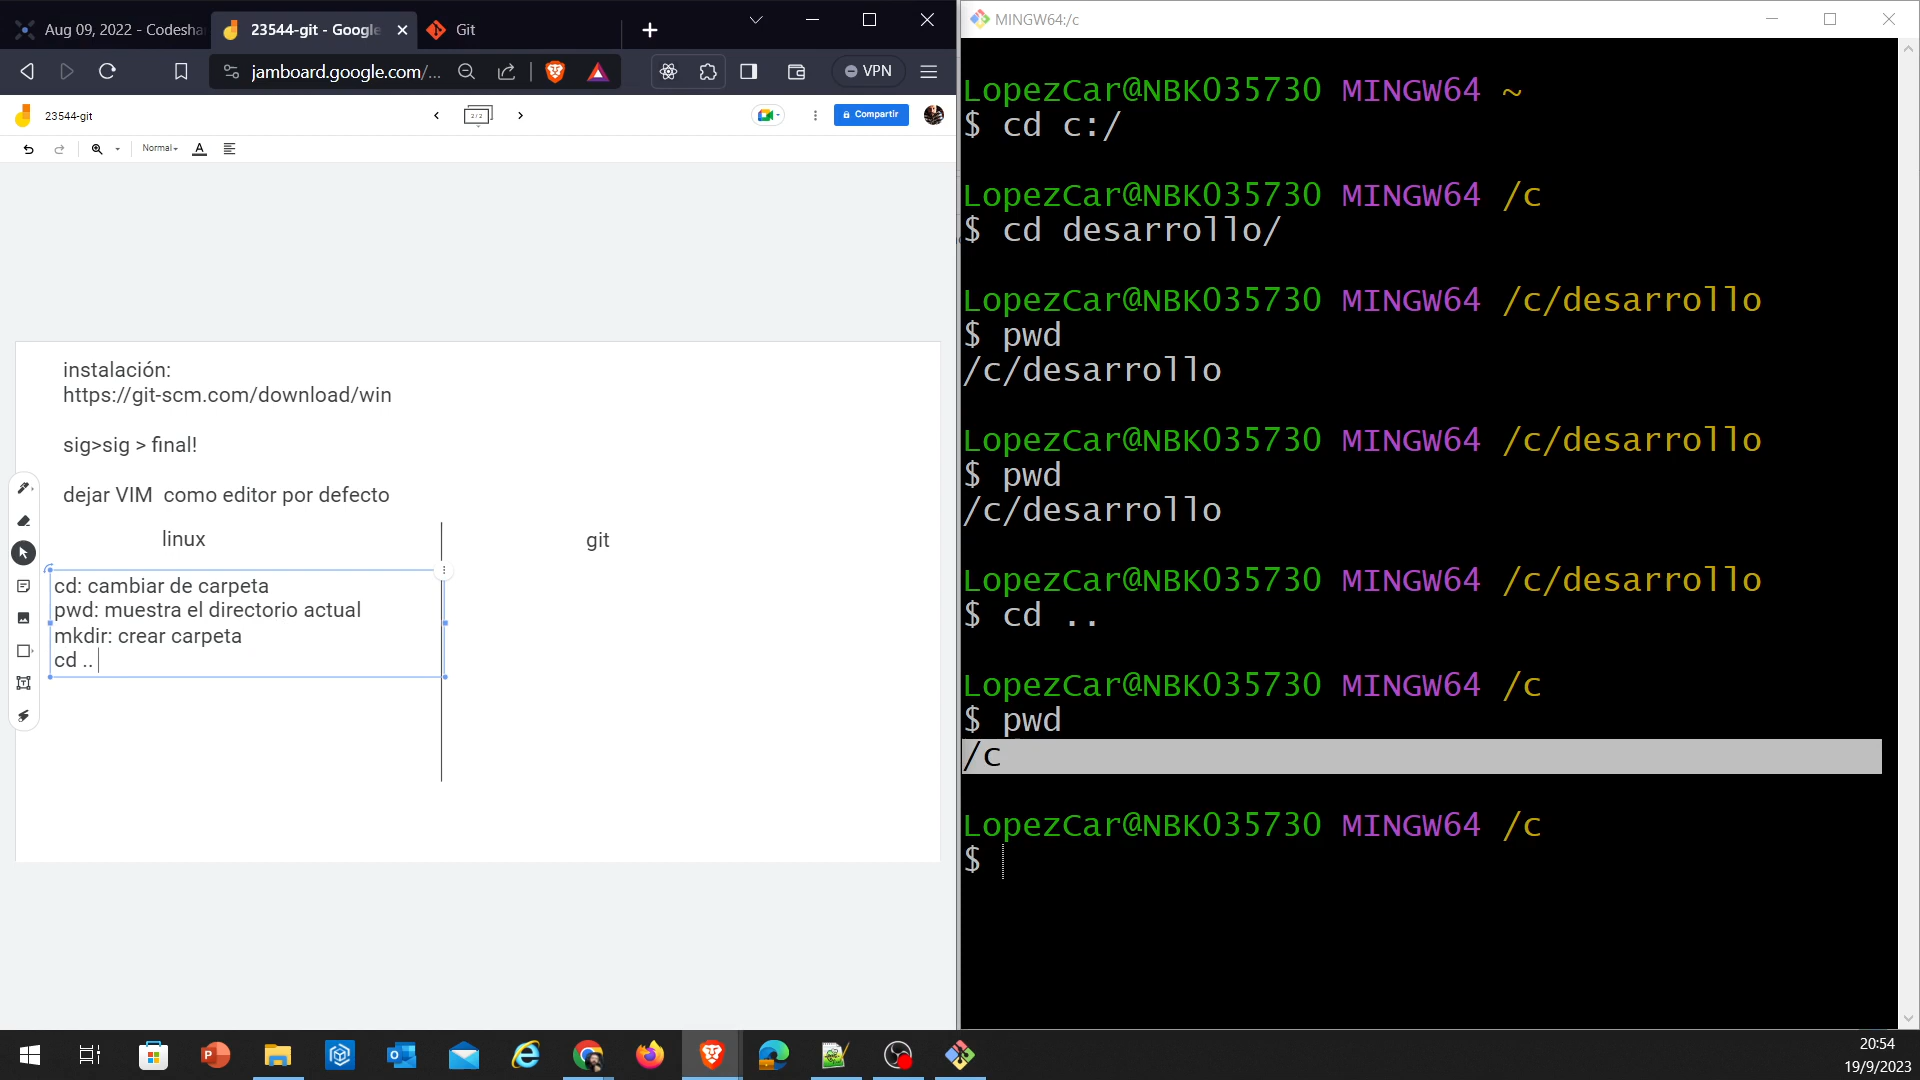 Aug 09, 2022 - Codesha
23544-git - Google
Git
jamboard.google.com/...
VPN
23544-git
2/2
Compartir
Normal
instalación:
https://git-scm.com/download/win
sig>sig > final!
dejar VIM  como editor por defecto
linux
git
cd: cambiar de carpeta
pwd: muestra el directorio actual
mkdir: crear carpeta
cd ..
MINGW64:/c
LopezCar@NBK035730 MINGW64 ~
$ cd c:/
LopezCar@NBK035730 MINGW64 /c
$ cd desarrollo/
LopezCar@NBK035730 MINGW64 /c/desarrollo
$ pwd
/c/desarrollo
LopezCar@NBK035730 MINGW64 /c/desarrollo
$ pwd
/c/desarrollo
LopezCar@NBK035730 MINGW64 /c/desarrollo
$ cd ..
LopezCar@NBK035730 MINGW64 /c
$ pwd
/c
LopezCar@NBK035730 MINGW64 /c
$
20:54
19/9/2023